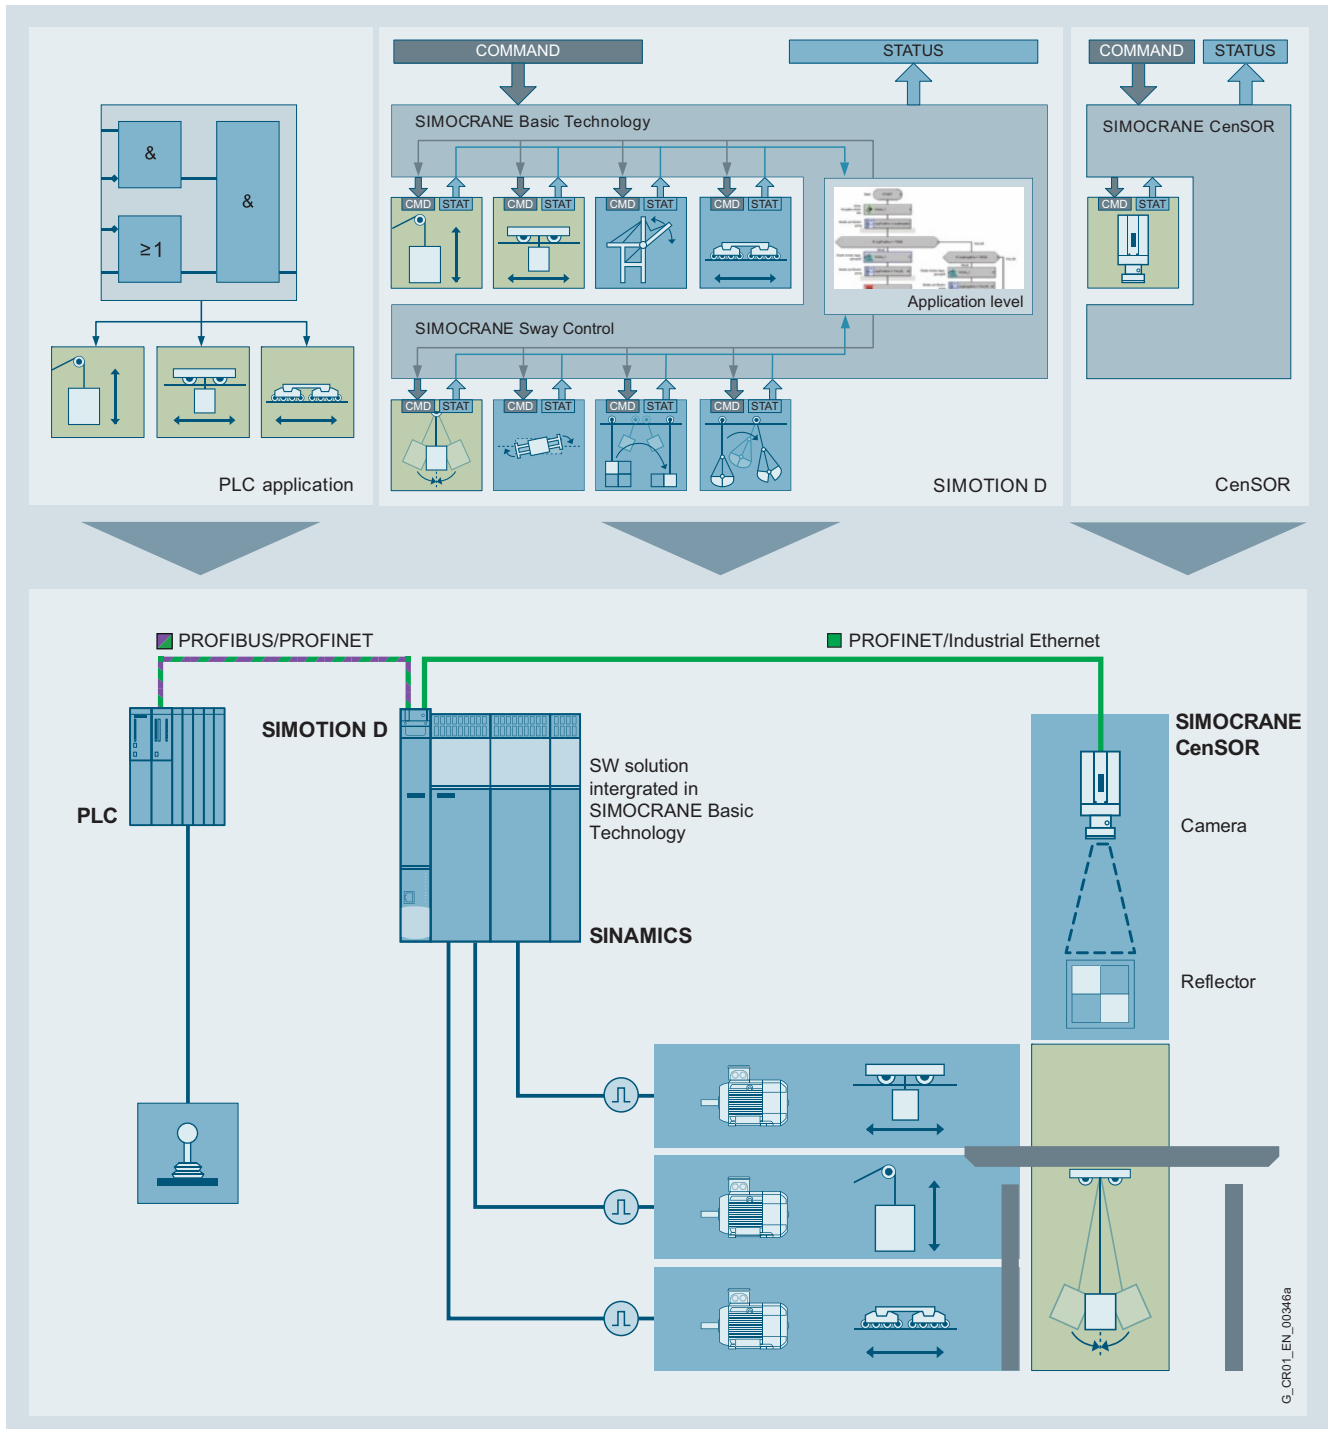 COMMAND
STATUS
COMMAND
STATUS
SIMOCRANE Basic Technology
SIMOCRANE CenSOR
&
&
≥1
CMD
STAT
CMD
STAT
CMD
STAT
CMD
STAT
CMD
STAT
Application level
SIMOCRANE Sway Control
CMD
STAT
CMD
STAT
CMD
STAT
CMD
STAT
PLC application
SIMOTION D
CenSOR
PROFIBUS/PROFINET
PROFINET/Industrial Ethernet
SIMOTION D
SIMOCRANE
CenSOR
SW solution
intergrated in
SIMOCRANE Basic
Technology
PLC
Camera
SINAMICS
Reflector
G_CR01_EN_00346a